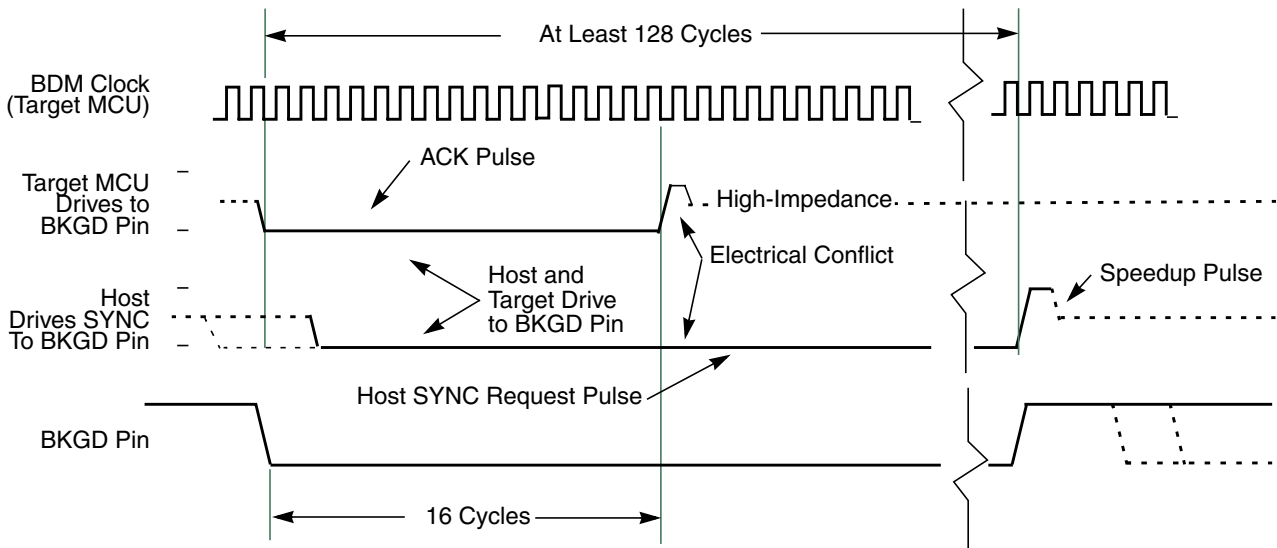 At Least 128 Cycles
BDM Clock
(Target MCU)
ACK Pulse
Target MCU
Drives to
BKGD Pin
High-Impedance
Electrical Conflict
Host and
Target Drive
to BKGD Pin
Speedup Pulse
Host
Drives SYNC
To BKGD Pin
Host SYNC Request Pulse
BKGD Pin
16 Cycles